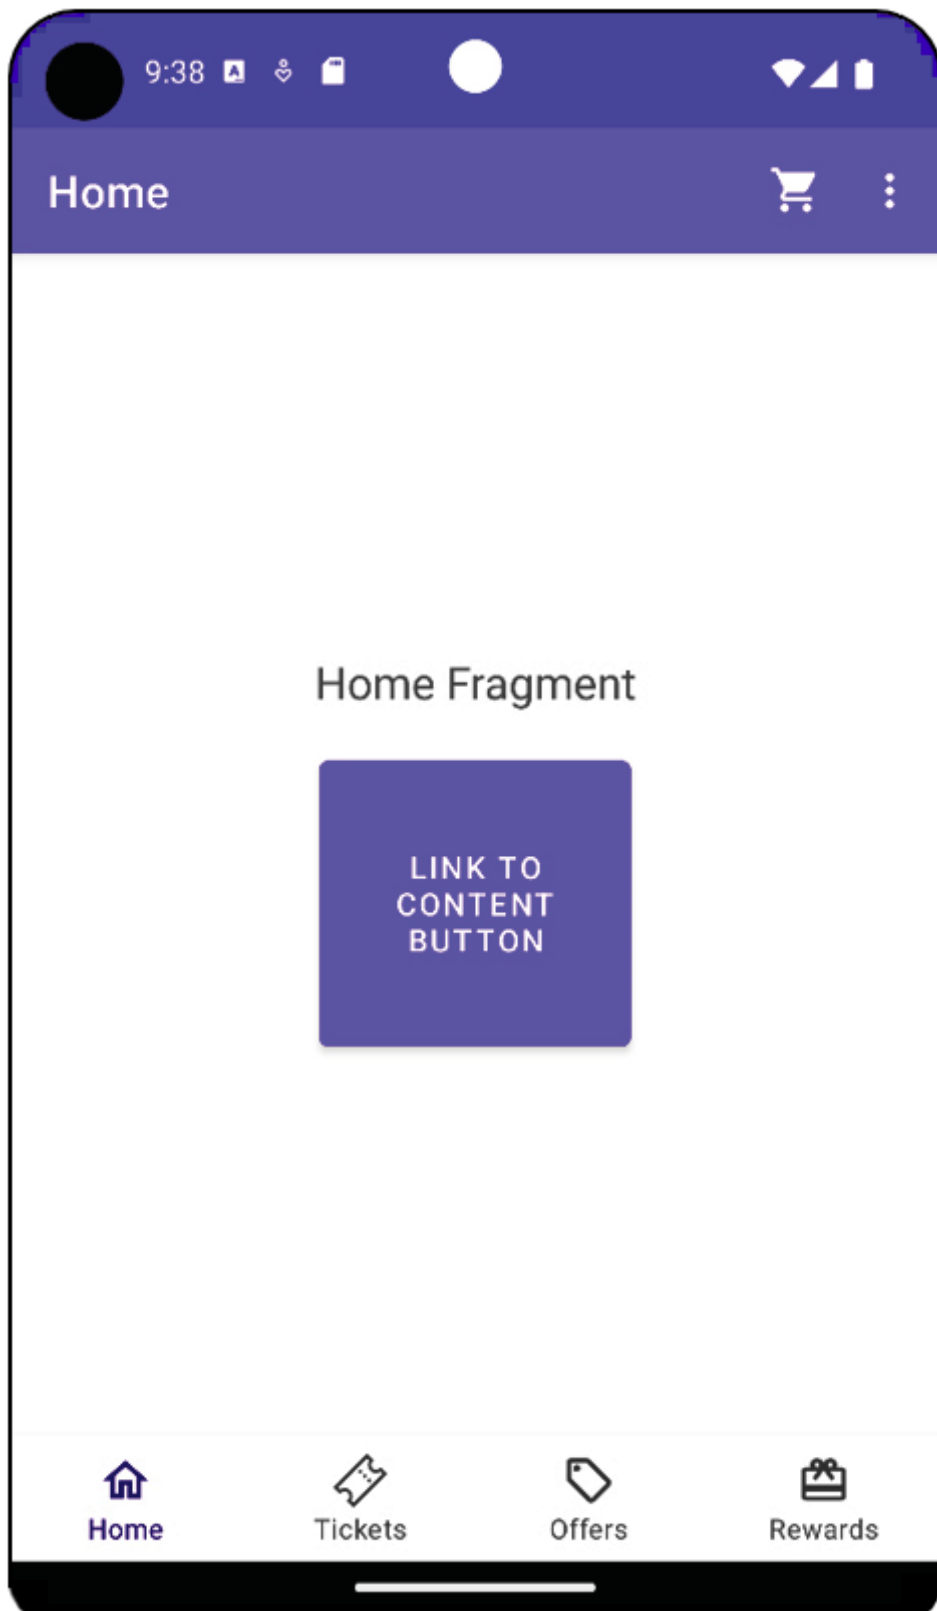 9:38
Home
Home Fragment
LINK TO
CONTENT
BUTTON
Home
Tickets
Offers
Rewards